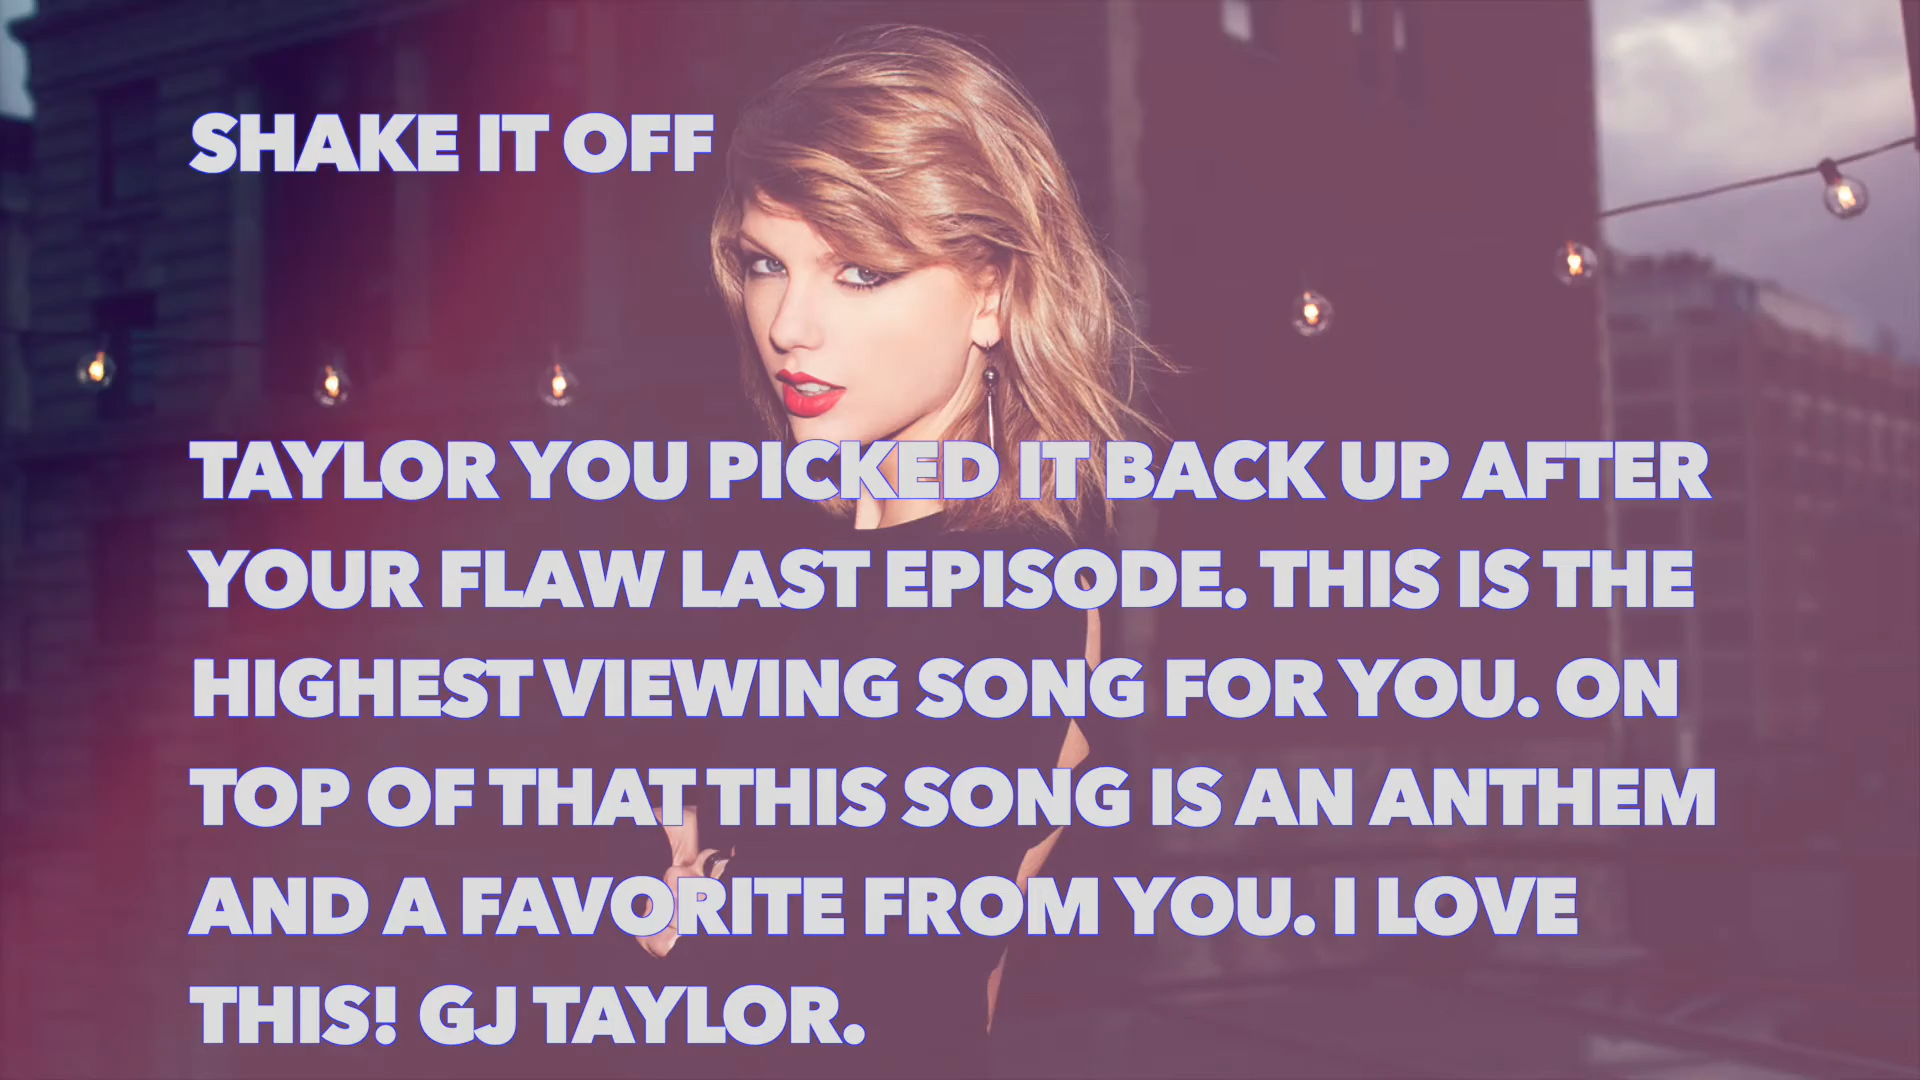 SHAKE IT OFF
TAYLOR YOU PICKED IT BACK UP AFTER
YOUR FLAW LAST EPISODE. THIS IS THE
HIGHEST VIEWING SONG FOR YOU. ON
TOP OF THAT THIS SONG IS AN ANTHEM
AND A FAVORITE FROM YOU. I LOVE
THIS! GJ TAYLOR.